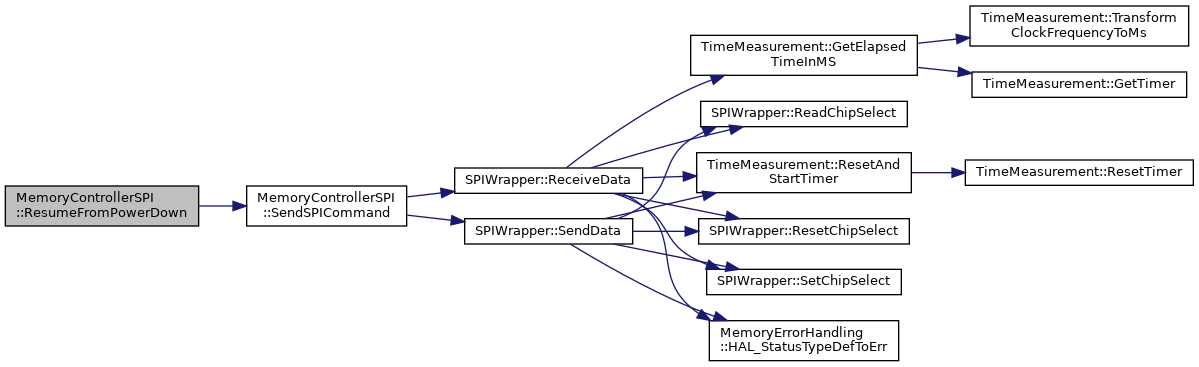 MemoryControllerSPI
::ResumeFromPowerDown
MemoryControllerSPI
::SendSPICommand
SPIWrapper::ReceiveData
SPIWrapper::SendData
TimeMeasurement::GetElapsed
TimeInMS
SPIWrapper::ReadChipSelect
TimeMeasurement::ResetAnd
StartTimer
SPIWrapper::ResetChipSelect
SPIWrapper::SetChipSelect
MemoryErrorHandling
::HAL_StatusTypeDefToErr
TimeMeasurement::Transform
ClockFrequencyToMs
TimeMeasurement::GetTimer
TimeMeasurement::ResetTimer